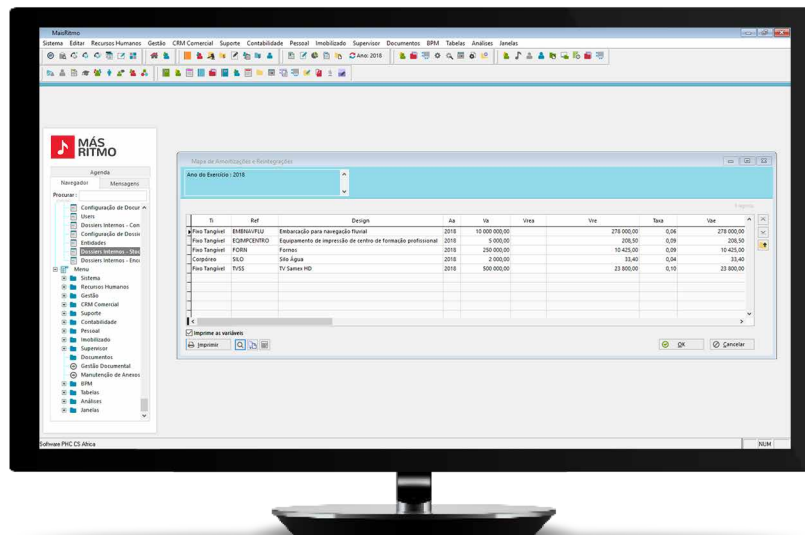 MaisRitmo
Sistema Editar Recursos Humanos Gestão CRM Comercial Suporte Contabilidade Pessoal Imobilizado Supervisor Documentos BPM Tabelas Análises Janelas
Ano: 2018
MÁS
RITMO
Agenda
Navegador Mensagens
Procurar :
Configuração de Docur
Users
Dossiers Internos - Con
Configuração de Dossie
Entidades
Dossiers Internos - Stoc
Dossiers Internos - Enco
Menu
Sistema
Recursos Humanos
Gestão
CRM Comercial
Suporte
Contabilidade
Pessoal
Imobilizado
Supervisor
Documentos
Gestão Documental
Manutenção de Anexos
BPM
Tabelas
Análises
Janelas
Mapa de Amortizações e Reintegrações
Ano do Exercício : 2018
Ti Ref Design Aa Va Vrea Vre Taxa Vae
Fixo Tangível EMBNAVFLU Embarcação para navegação fluvial 2018 10 000 000,00 278 000,00 0,06 278 000,00
Fixo Tangível EQIMPCENTRO Equipamento de impressão de centro de formação profissional 2018 5 000,00 208,50 0,09 208,50
Fixo Tangível FORN Fornos 2018 250 000,00 10 425,00 0,09 10 425,00
Corpóreo SILO Silo Água 2018 2 000,00 33,40 0,04 33,40
Fixo Tangível TVSS TV Samex HD 2018 500 000,00 23 800,00 0,10 23 800,00
Imprime as variáveis
Imprimir
OK Cancelar
Software PHC CS Africa
NUM